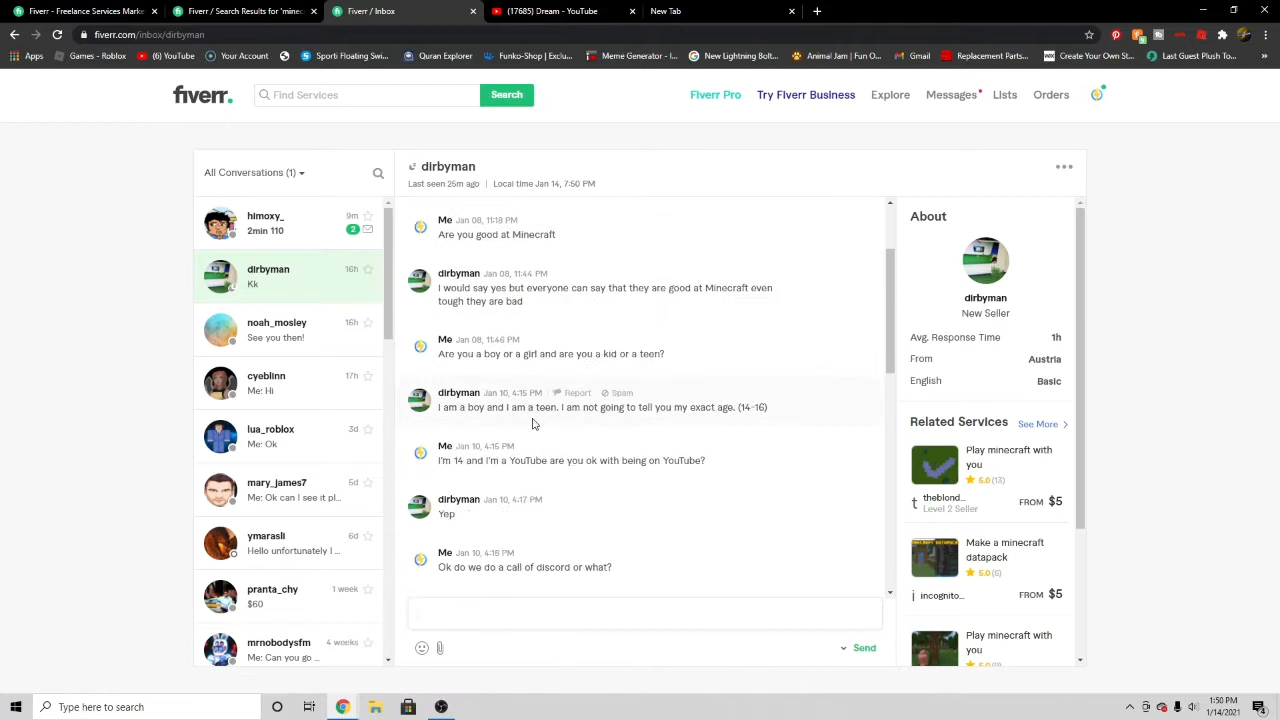 Fiverr - Freelance Services Mark
Fiverr / Search Results for 'mine
Fiverr / Inbox
(17685) Dream - YouTube
New Tab
fiverr.com/inbox/dirbyman
Apps
Games - Roblox
(6) YouTube
Your Account
Sport Floating Swi...
Quran Explorer
Funko-Shop | Exclu...
Meme Generator - I...
New Lightning Bolt...
Animal Jam | Fun O...
Gmail
Replacement Parts...
Create Your Own St...
Last Guest Plush To...
»
fiverr.
Find Services
Search
Fiverr Pro
Try Fiverr Business
Explore
Messages
Lists
Orders
All Conversations (1)
himoxy_
9m
2min 110
2
dirbyman
16h
Kk
noah_mosley
16h
See you then!
cyeblinn
17h
Me: Hi
lua_roblox
3d
Me: Ok
mary_james7
5d
Me: Ok can I see it pl...
ymarasli
6d
Hello unfortunately I ...
pranta_chy
1 week
$60
mrnobodysfm
4 weeks
Me: Can you go ...
dirbyman
Last seen 25m ago | Local time Jan 14, 7:50 PM
Me Jan 08, 11:18 PM
Are you good at Minecraft
dirbyman Jan 08, 11:44 PM
I would say yes but everyone can say that they are good at Minecraft even
tough they are bad
Me Jan 08, 11:46 PM
Are you a boy or a girl and are you a kid or a teen?
dirbyman Jan 10, 4:15 PM Report Spam
I am a boy and I am a teen. I am not going to tell you my exact age. (14-16)
Me Jan 10, 4:15 PM
I'm 14 and I'm a YouTube are you ok with being on YouTube?
dirbyman Jan 10, 4:17 PM
Yep
Me Jan 10, 4:18 PM
Ok do we do a call of discord or what?
Send
About
dirbyman
New Seller
Avg. Response Time 1h
From Austria
English Basic
Related Services See More
Play minecraft with
you
5.0
theblond...
Level 2 Seller
FROM $5
Make a minecraft
datapack
5.0 (6)
incognito...
FROM $5
Play minecraft with
you
Type here to search
1:50 PM
1/14/2021
4